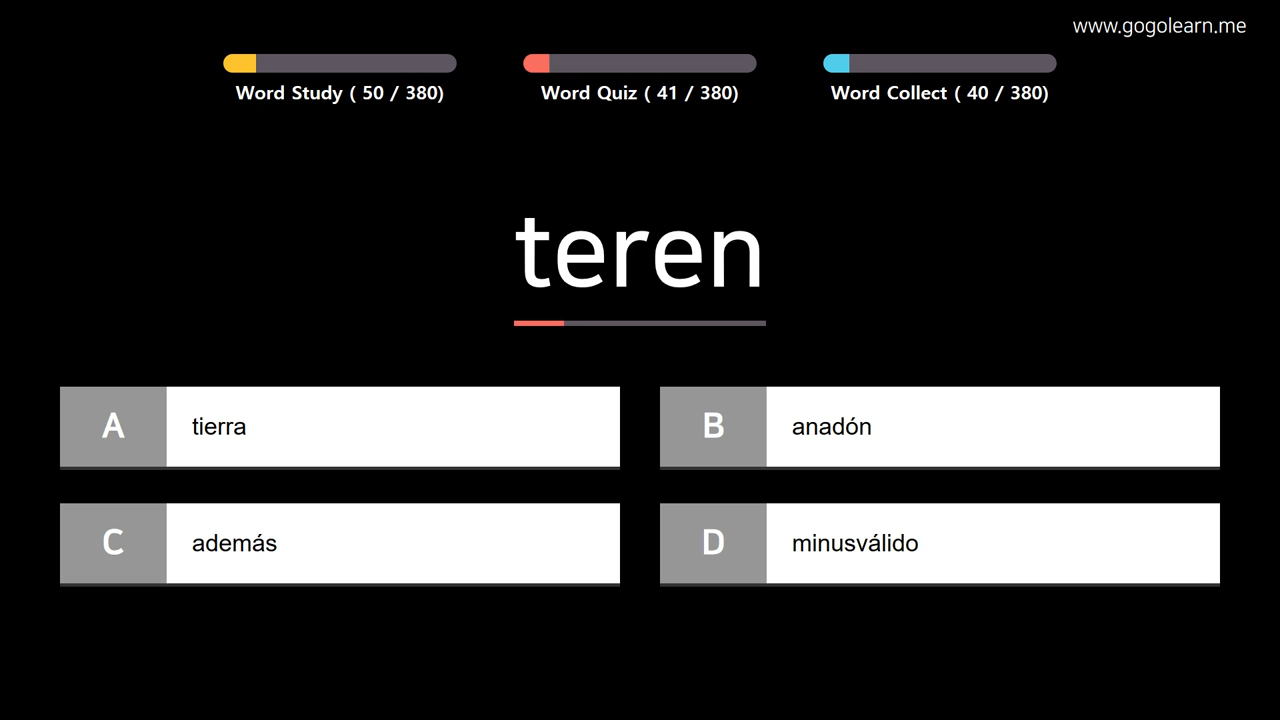 www.gogolearn.me
Word Study ( 50 / 380)
Word Quiz ( 41 / 380)
Word Collect ( 40 / 380)
teren
A tierra
B anadón
C además
D minusválido